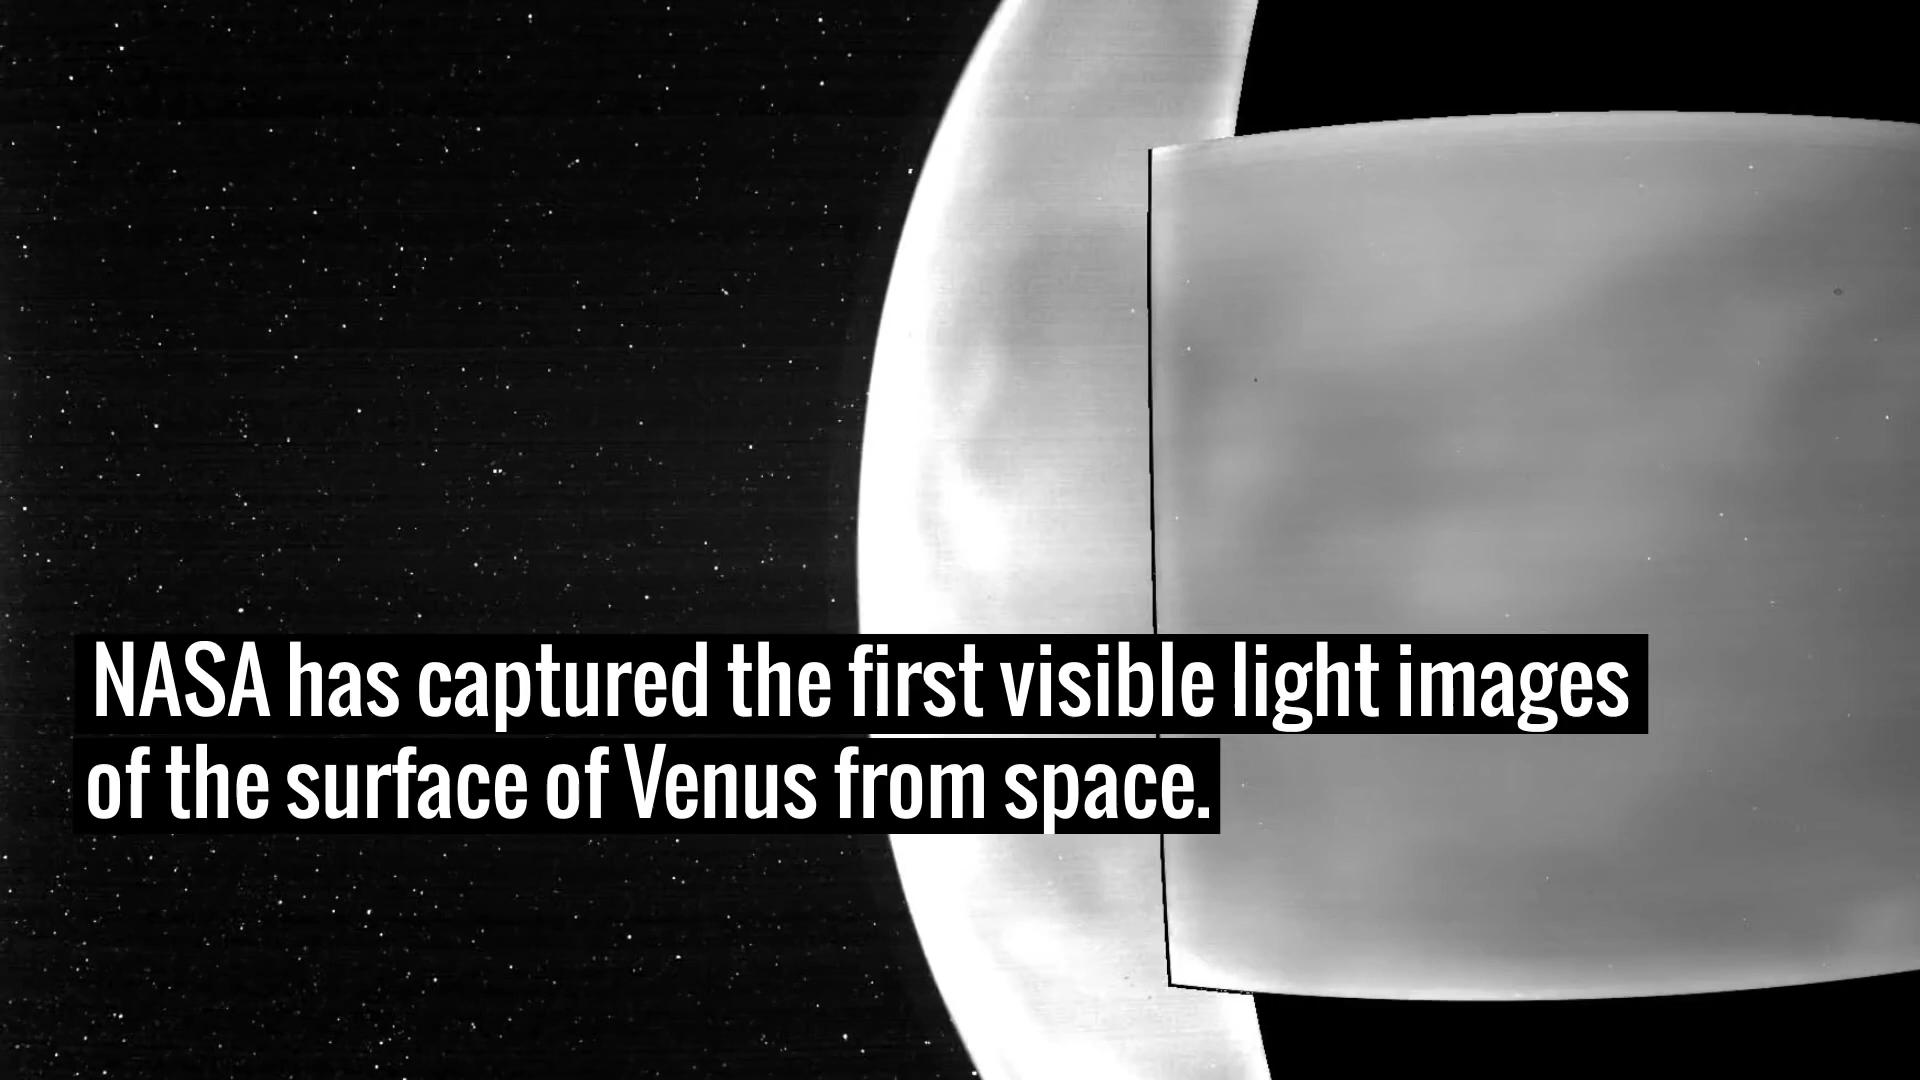 NASA has captured the first visible light images
of the surface of Venus from space.